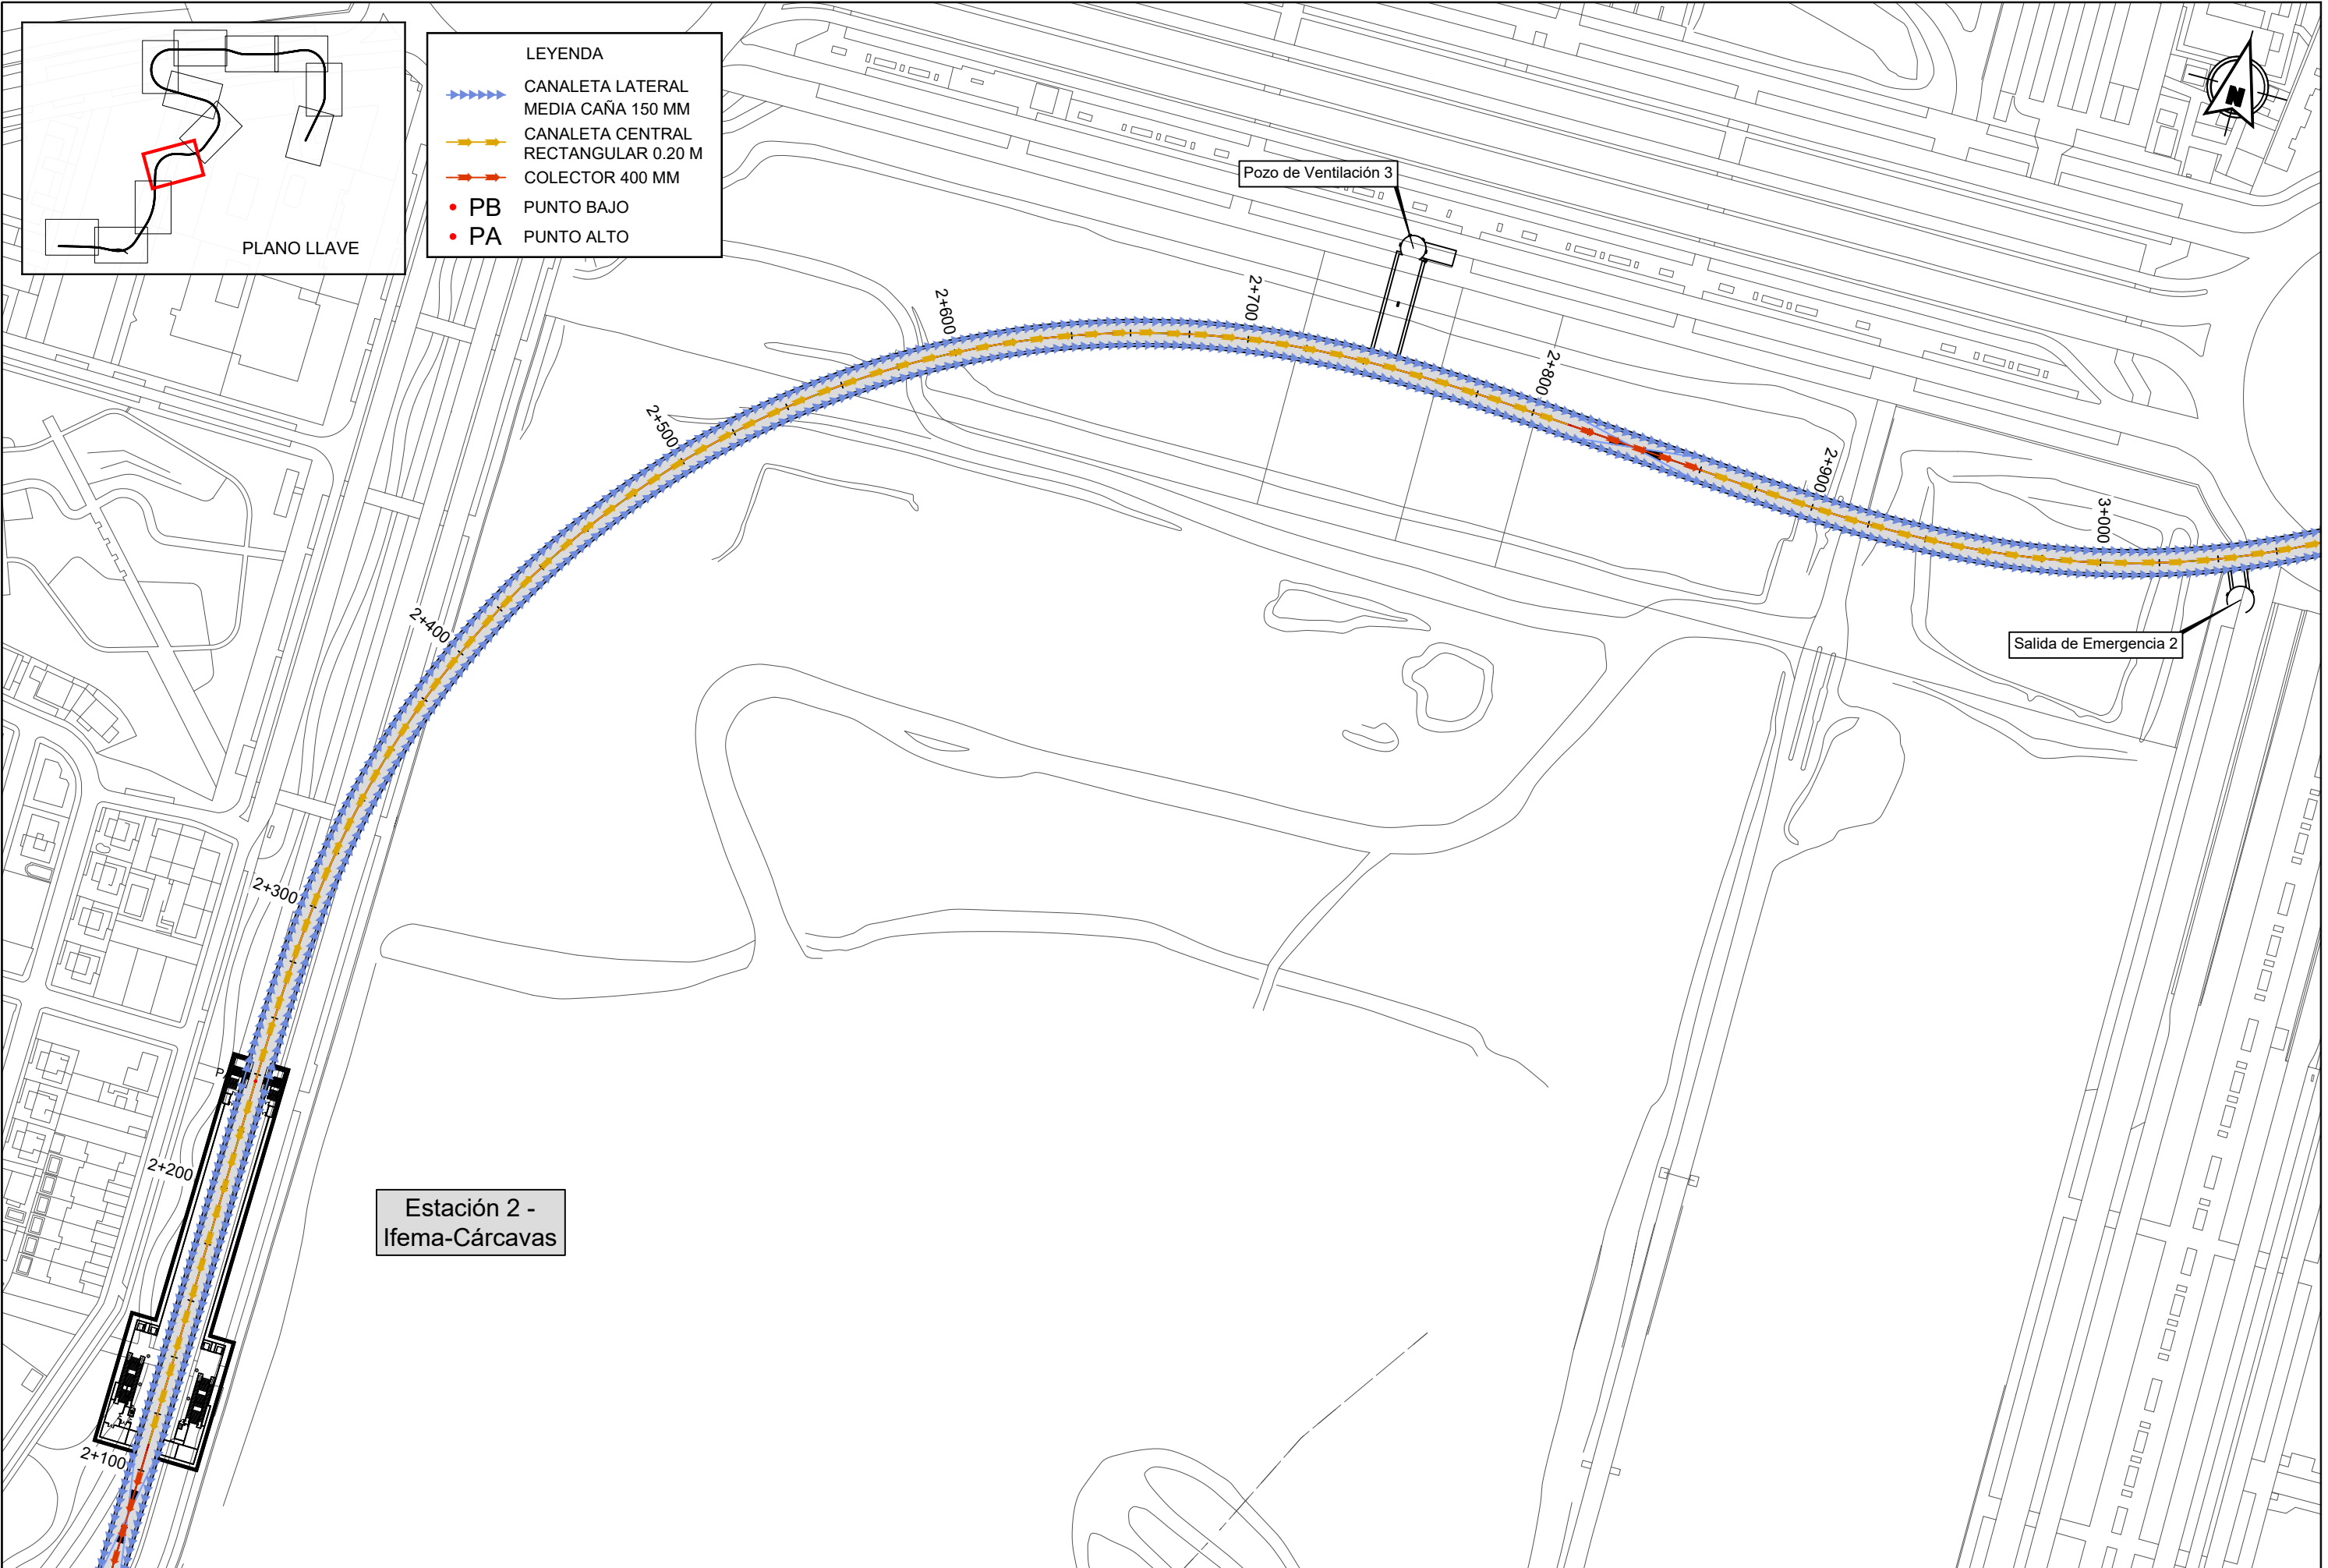 PLANO LLAVE
LEYENDA
CANALETA LATERAL
MEDIA CAÑA 150 MM
CANALETA CENTRAL
RECTANGULAR 0.20 M
COLECTOR 400 MM
PB PUNTO BAJO
PA PUNTO ALTO
N
Pozo de Ventilación 3
2+600
2+700
2+800
2+500
2+900
3+000
2+400
Salida de Emergencia 2
2+300
2+200
Estación 2 -
Ifema-Cárcavas
2+100